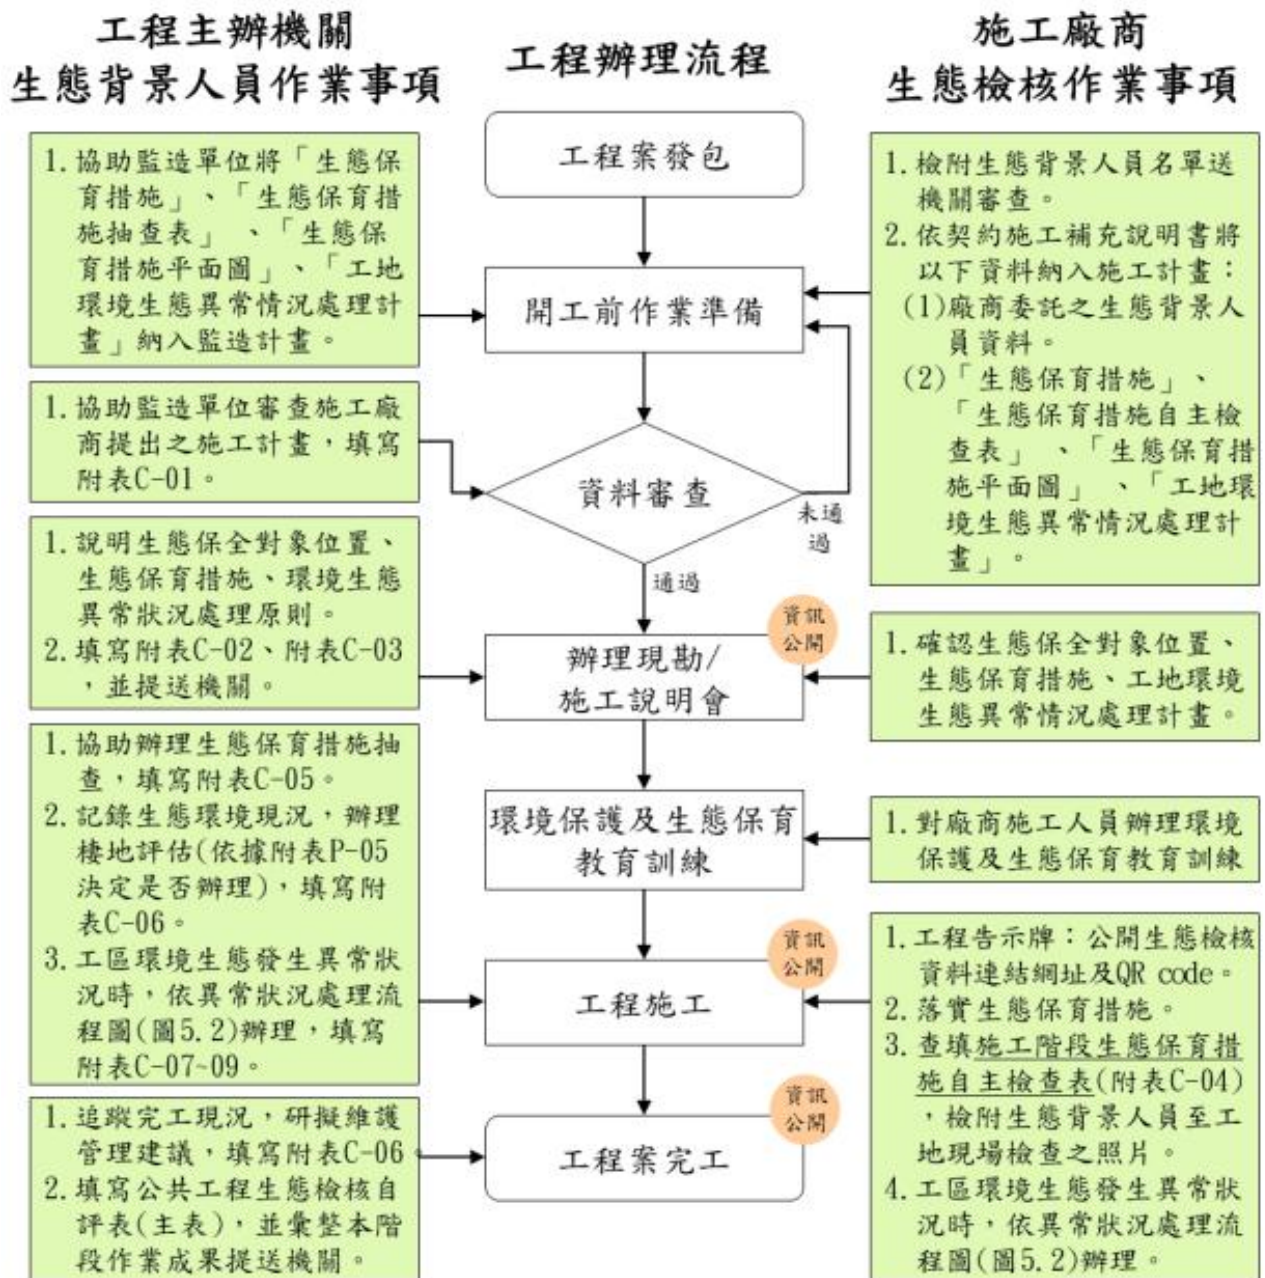 工程主辦機關
生態背景人員作業事項
1.協助監造單位將「生態保
育措施」、「生態保育措
施抽查表」、「生態保
育措施平面圖」、「工地
環境生態異常情況處理計
畫」納入監造計畫。
1.協助監造單位審查施工廠
商提出之施工計畫,填寫
附表C-01。
1.說明生態保全對象位置、
生態保育措施、環境生態
異常狀況處理原則。
2.填寫附表C-02、附表C-03
,並提送機關。
1.協助辦理生態保育措施抽
查,填寫附表C-05。
2.記錄生態環境現況,辦理
棲地評估(依據附表P-05
決定是否辦理),填寫附
表C-06。
3.工區環境生態發生異常狀
況時,依異常狀況處理流
程圖(圖5.2)辦理,填寫
附表C-07~09。
1.追蹤完工現況,研擬維護
管理建議,填寫附表C-06。
2.填寫公共工程生態檢核自
評表(主表),並彙整本階
段作業成果提送機關。
工程辦理流程
工程案發包
開工前作業準備
資料審查
未通
過
通過
資訊
公開
辦理現勘/
施工說明會
環境保護及生態保育
教育訓練
資訊
公開
工程施工
資訊
公開
工程案完工
施工廠商
生態檢核作業事項
1.檢附生態背景人員名單送
機關審查。
2.依契約施工補充說明書將
以下資料納入施工計畫:
(1)廠商委託之生態背景人
員資料。
(2)「生態保育措施」、
「生態保育措施自主檢
查表」、「生態保育措
施平面圖」、「工地環
境生態異常情況處理計
畫」。
1.確認生態保全對象位置、
生態保育措施、工地環境
生態異常情況處理計畫。
1.對廠商施工人員辦理環境
保護及生態保育教育訓練
1.工程告示牌:公開生態檢核
資料連結網址及QR code。
2.落實生態保育措施。
3.查填施工階段生態保育措
施自主檢查表(附表C-04)
,檢附生態背景人員至工
地現場檢查之照片。
4.工區環境生態發生異常狀
況時,依異常狀況處理流
程圖(圖5.2)辦理。